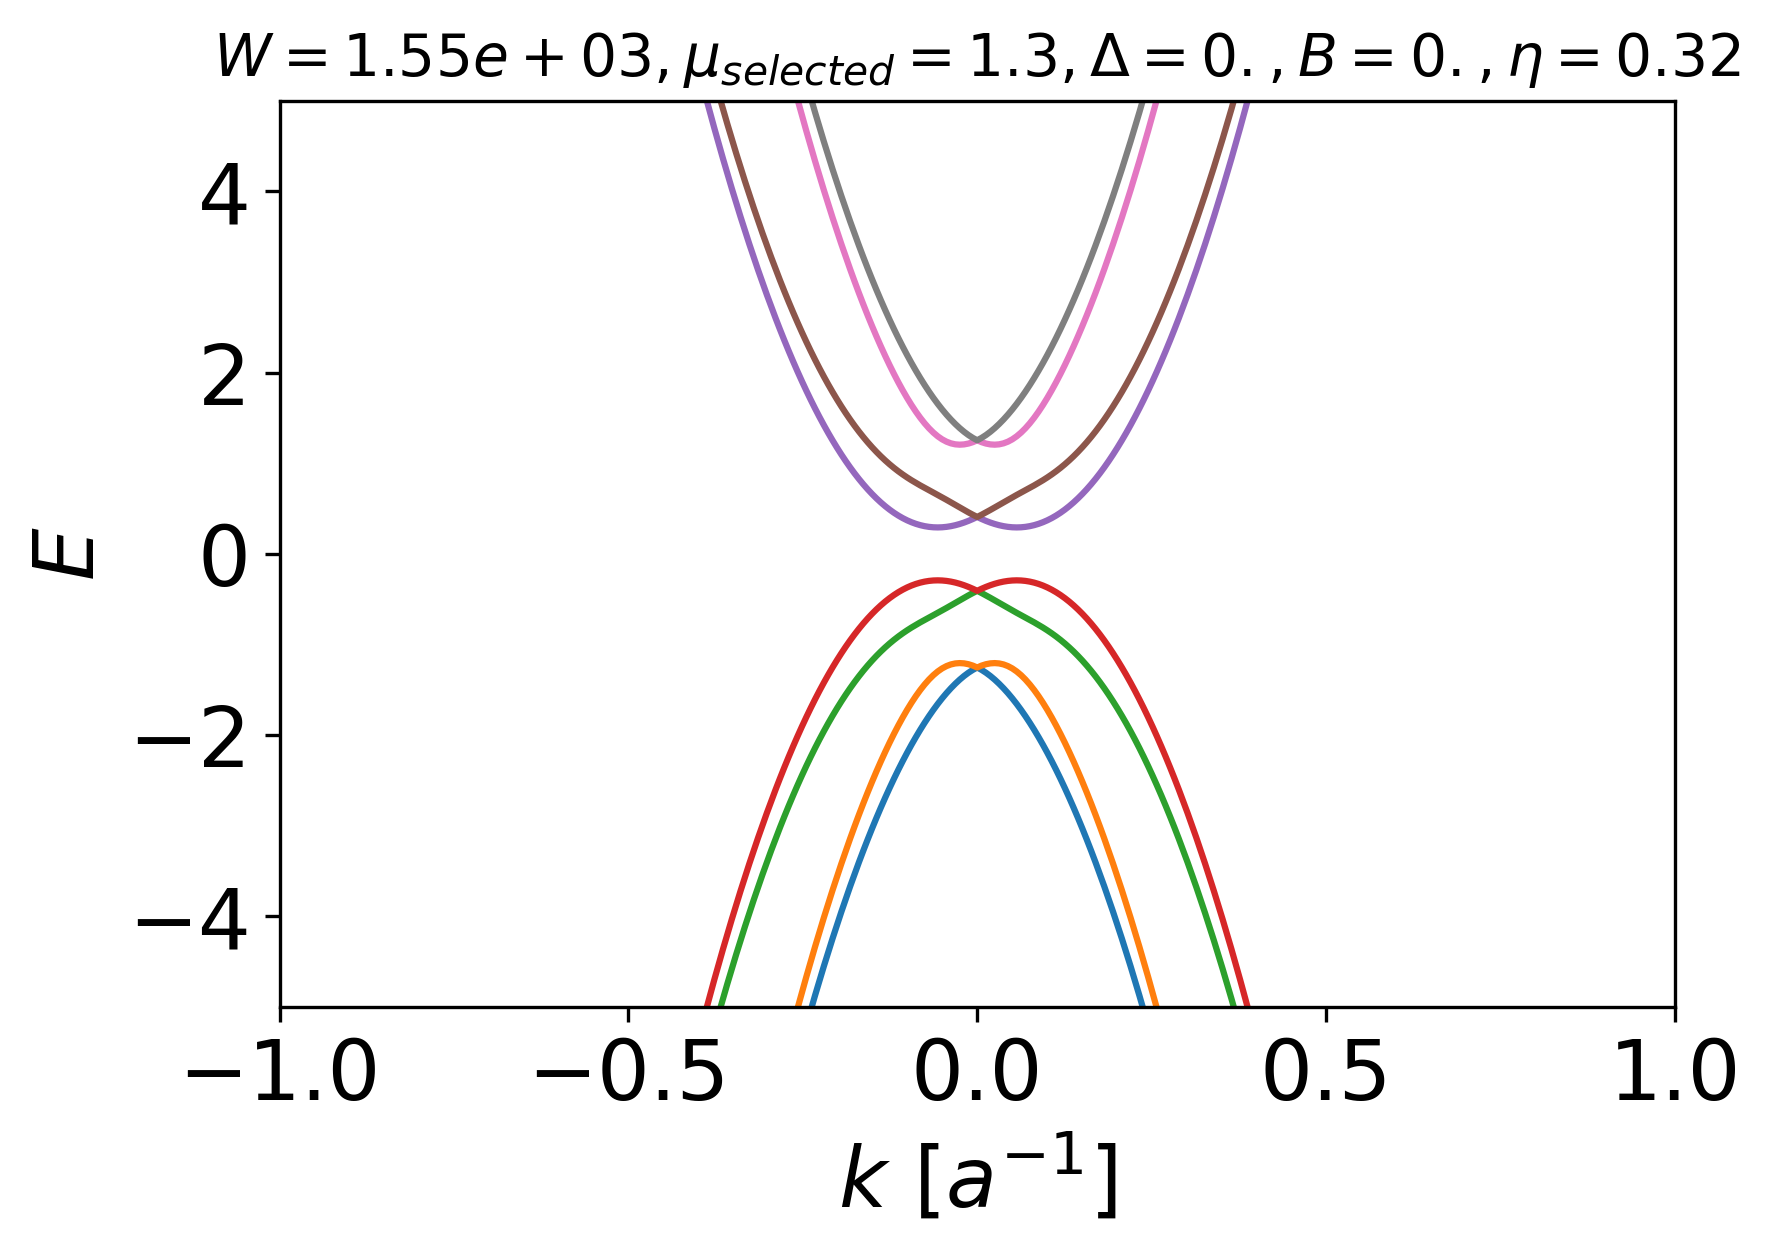 W = 1.55e + 03, μselected = 1.3, Δ = 0. , B = 0. , η = 0.32
E
4
2
0
−2
−4
−1.0 −0.5 0.0 0.5 1.0
k [a⁻¹]